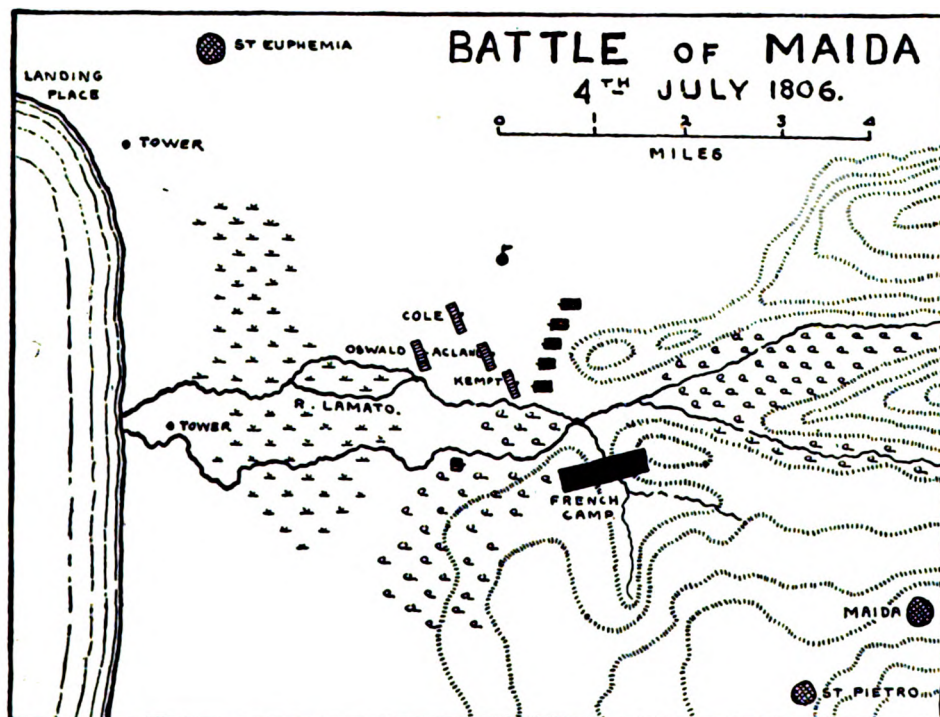 BATTLE OF MAIDA
4TH JULY 1806.
0 1 2 3 4
MILES
ST EUPHEMIA
LANDING
PLACE
TOWER
COLE
OSWALD
ACLAND
KEMPT
R. LAMATO.
TOWER
FRENCH
CAMP.
MAIDA
ST. PIETRO